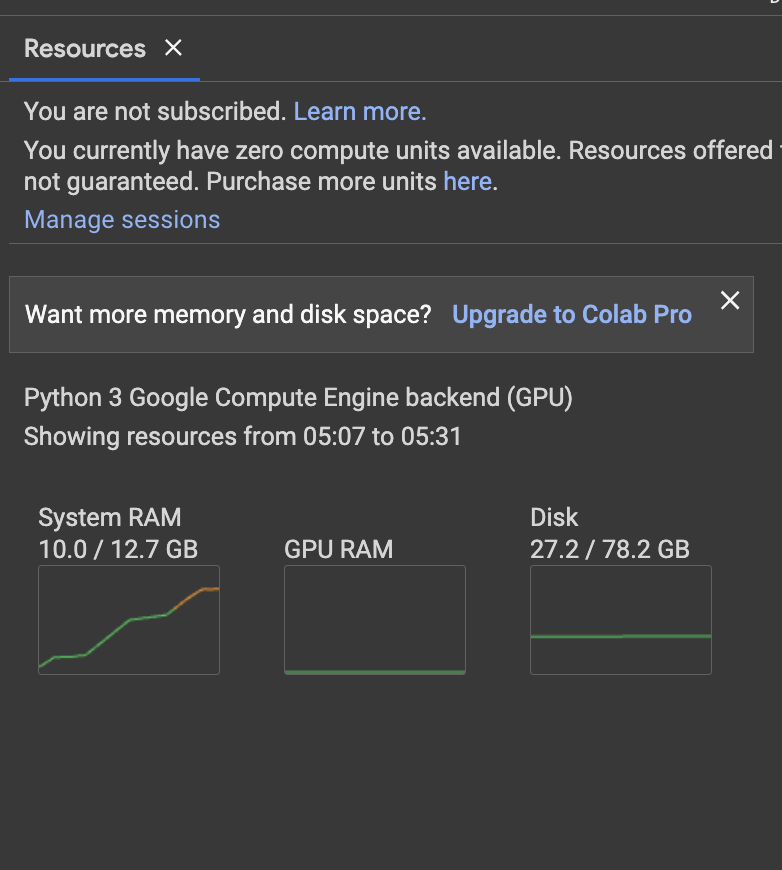 Resources
You are not subscribed. Learn more.
You currently have zero compute units available. Resources offered
not guaranteed. Purchase more units here.
Manage sessions
Want more memory and disk space? Upgrade to Colab Pro
Python 3 Google Compute Engine backend (GPU)
Showing resources from 05:07 to 05:31
System RAM
10.0 / 12.7 GB
GPU RAM
Disk
27.2 / 78.2 GB